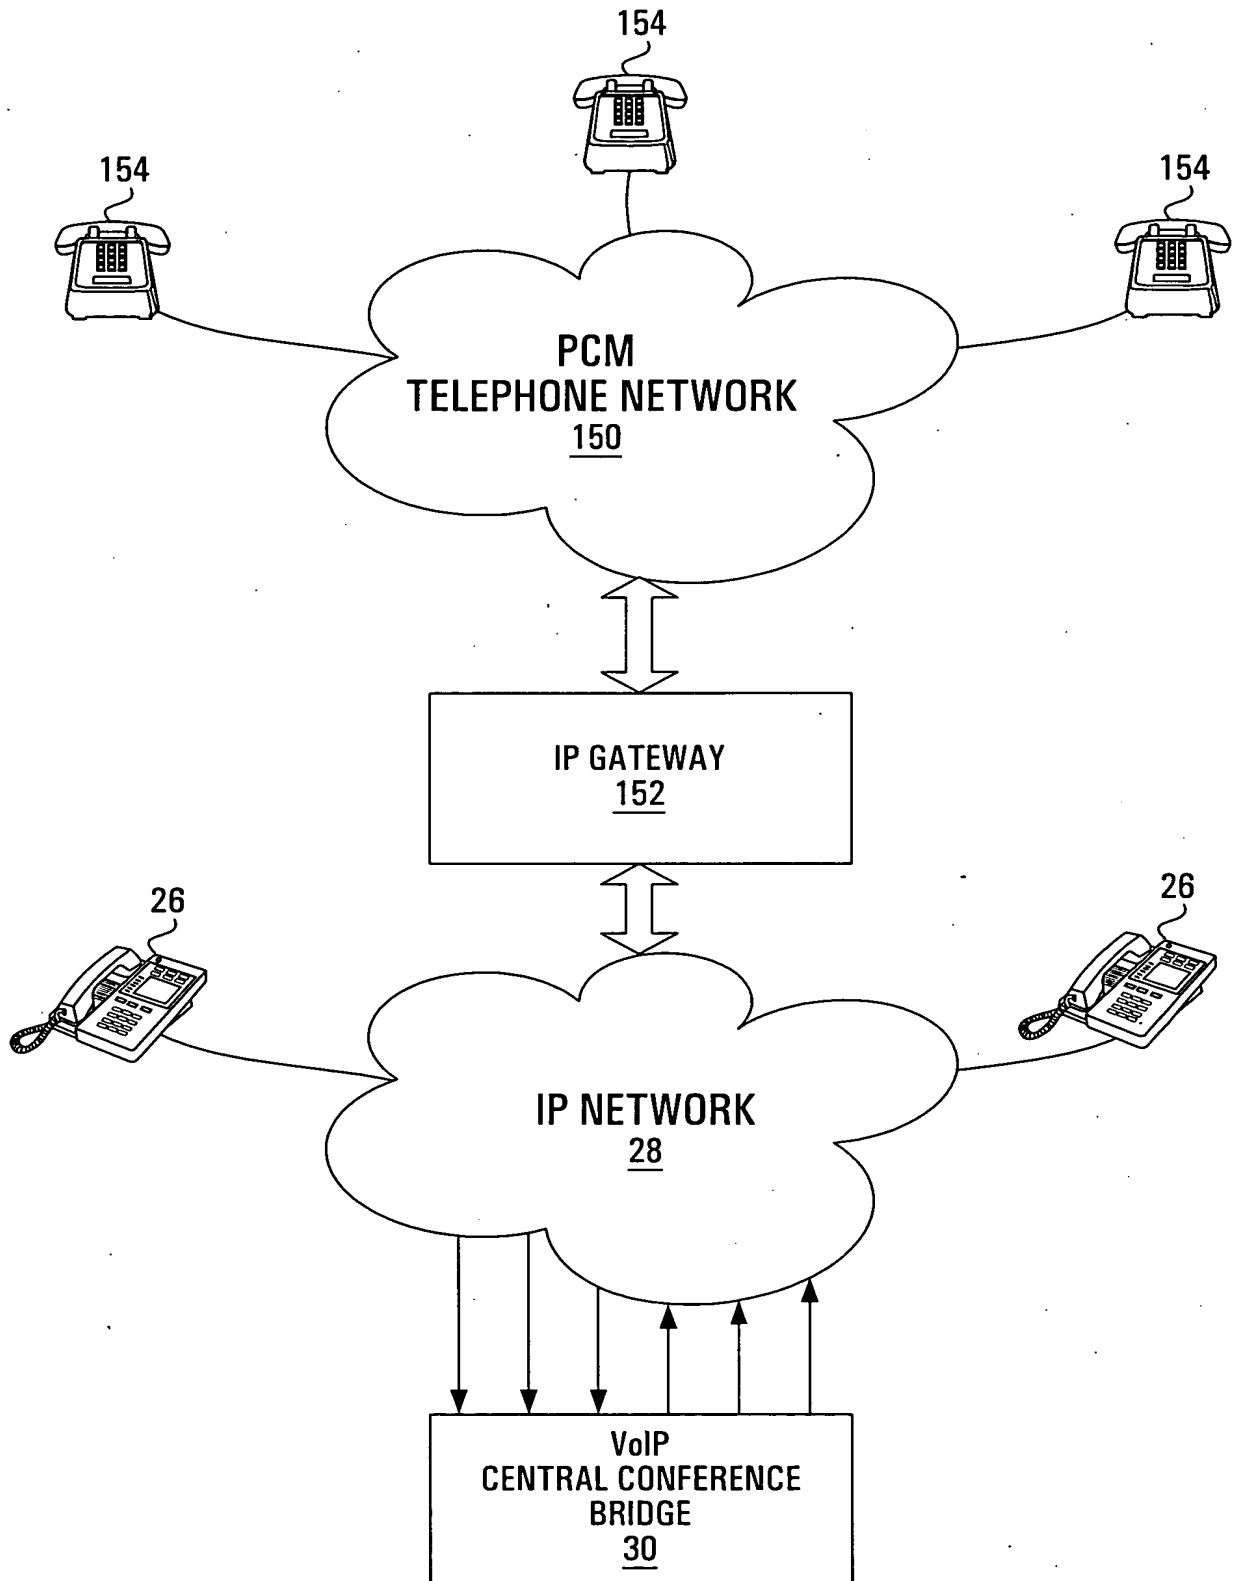 154
154
154
PCM
TELEPHONE NETWORK
150
IP GATEWAY
152
26
26
IP NETWORK
28
VoIP
CENTRAL CONFERENCE
BRIDGE
30